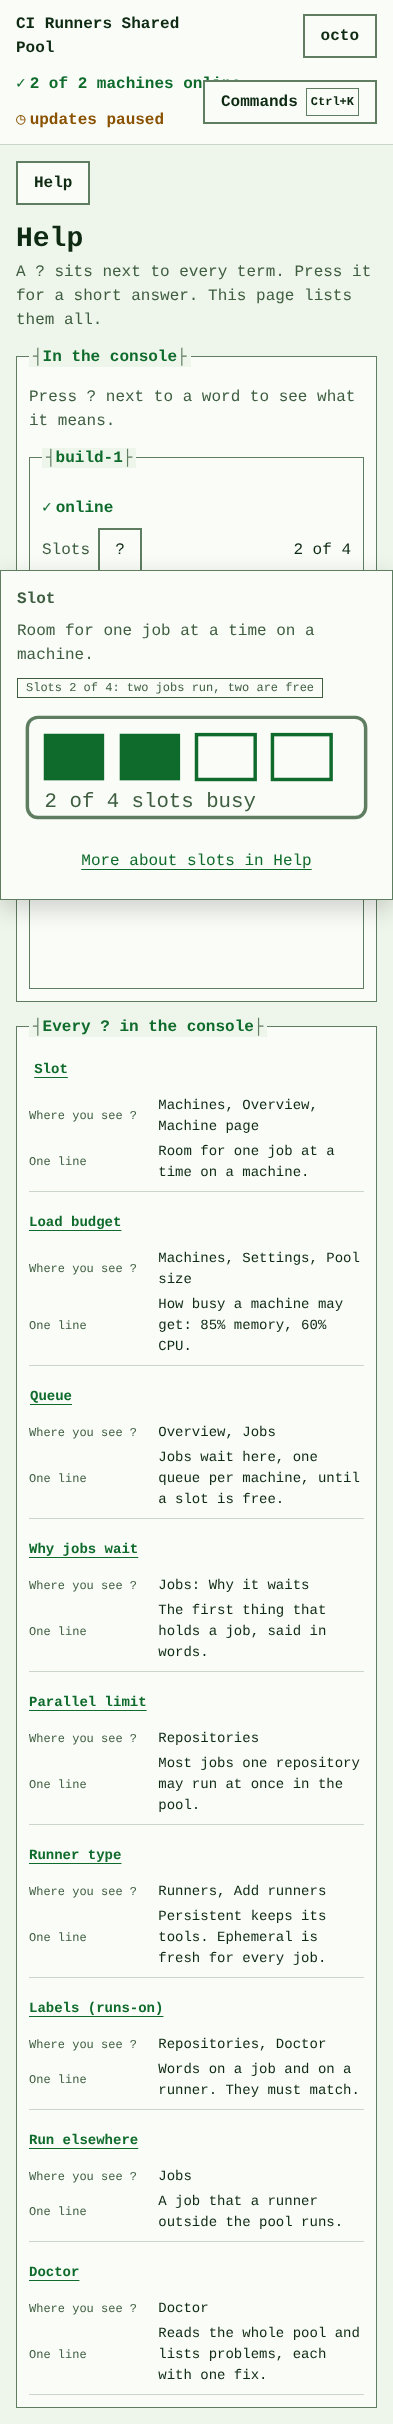 CI Runners Shared
Pool
octo
✓ 2 of 2 machines online
Commands Ctrl+K
◷ updates paused
Help
Help
A ? sits next to every term. Press it
for a short answer. This page lists
them all.
In the console
Press ? next to a word to see what
it means.
build-1
✓ online
Slots ? 2 of 4
Slot
Room for one job at a time on a
machine.
Slots 2 of 4: two jobs run, two are free
2 of 4 slots busy
More about slots in Help
Every ? in the console
Slot
Where you see ? Machines, Overview,
Machine page
One line Room for one job at a
time on a machine.
Load budget
Where you see ? Machines, Settings, Pool
size
One line How busy a machine may
get: 85% memory, 60%
CPU.
Queue
Where you see ? Overview, Jobs
One line Jobs wait here, one
queue per machine, until
a slot is free.
Why jobs wait
Where you see ? Jobs: Why it waits
One line The first thing that
holds a job, said in
words.
Parallel limit
Where you see ? Repositories
One line Most jobs one repository
may run at once in the
pool.
Runner type
Where you see ? Runners, Add runners
One line Persistent keeps its
tools. Ephemeral is
fresh for every job.
Labels (runs-on)
Where you see ? Repositories, Doctor
One line Words on a job and on a
runner. They must match.
Run elsewhere
Where you see ? Jobs
One line A job that a runner
outside the pool runs.
Doctor
Where you see ? Doctor
One line Reads the whole pool and
lists problems, each
with one fix.